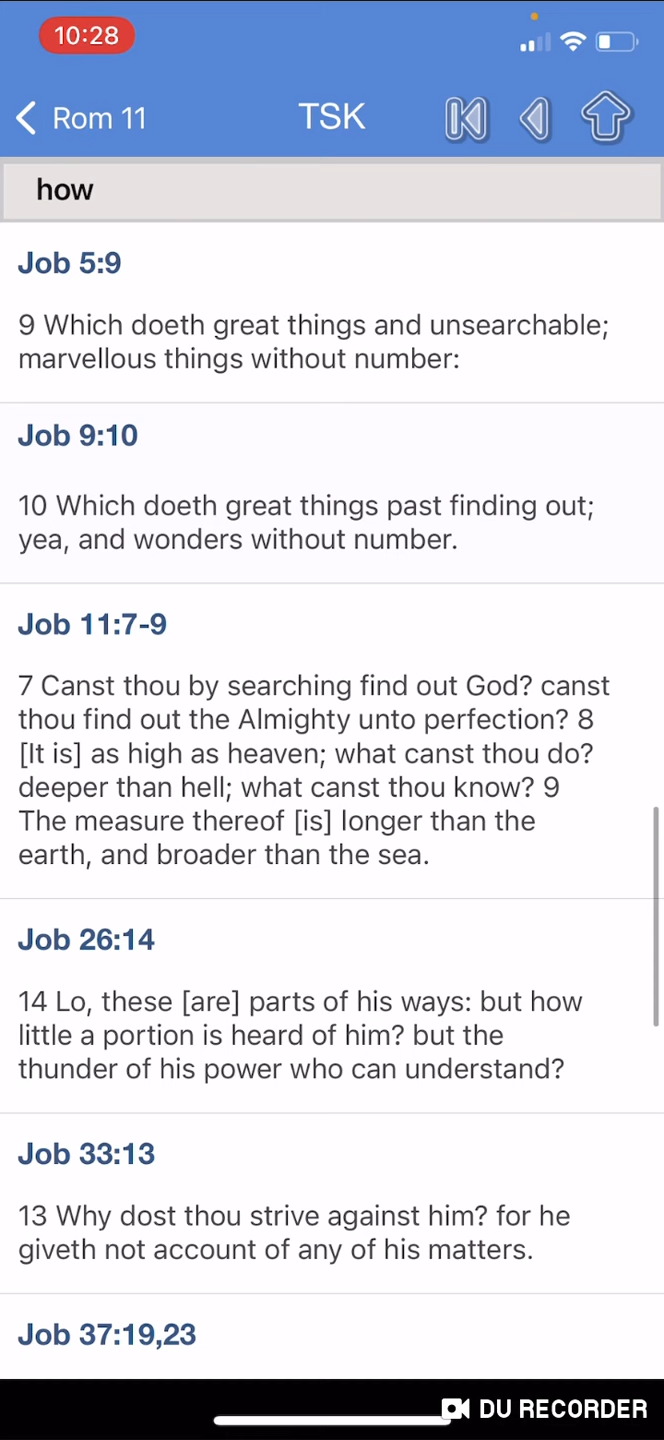 10:28
Rom 11
TSK
how
Job 5:9
9 Which doeth great things and unsearchable;
marvellous things without number:
Job 9:10
10 Which doeth great things past finding out;
yea, and wonders without number.
Job 11:7-9
7 Canst thou by searching find out God? canst
thou find out the Almighty unto perfection? 8
[It is] as high as heaven; what canst thou do?
deeper than hell; what canst thou know? 9
The measure thereof [is] longer than the
earth, and broader than the sea.
Job 26:14
14 Lo, these [are] parts of his ways: but how
little a portion is heard of him? but the
thunder of his power who can understand?
Job 33:13
13 Why dost thou strive against him? for he
giveth not account of any of his matters.
Job 37:19,23
DU RECORDER